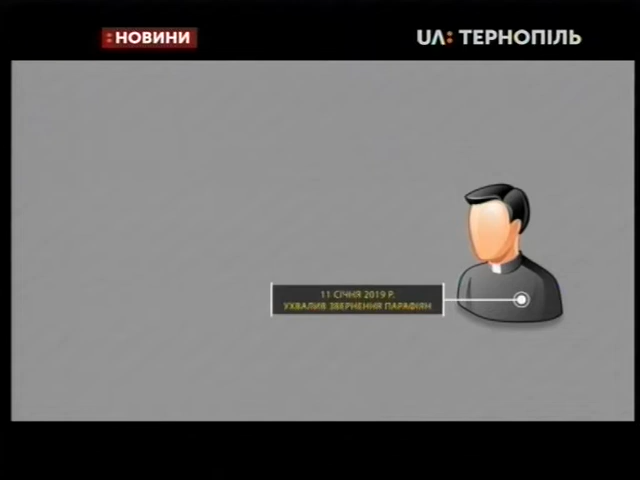 :НОВИНИ
UA: ТЕРНОПІЛЬ
11 СІЧНЯ 2019 Р.
УХВАЛИВ ЗВЕРНЕННЯ ПАРАФІЯН